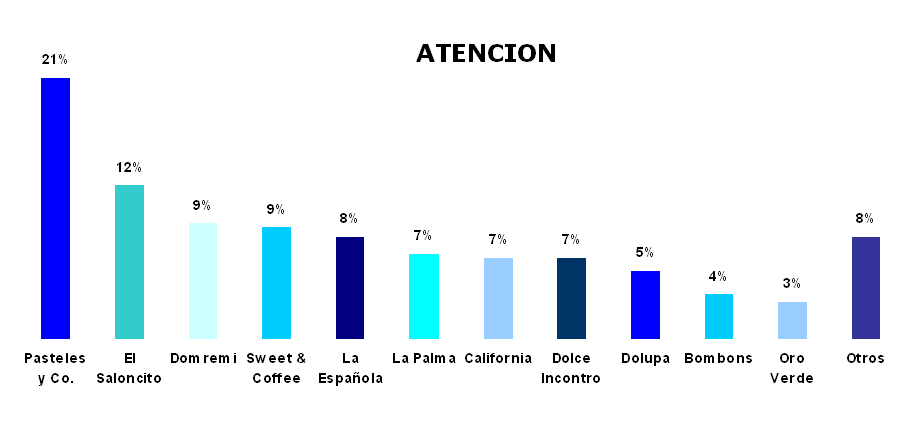 ATENCION
21%
12%
9%
9%
8%
7%
7%
7%
5%
4%
3%
8%
Pasteles y Co.
El Saloncito
Domremi
Sweet & Coffee
La Española
La Palma
California
Dolce Incontro
Dolupa
Bombons
Oro Verde
Otros